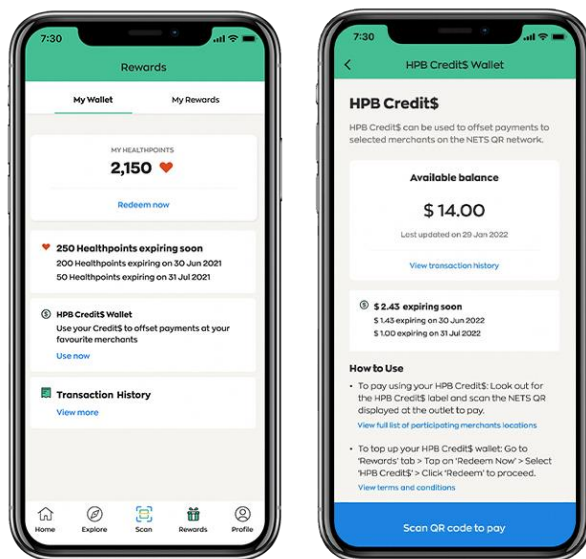 7:30
Rewards
My Wallet
My Rewards
MY HEALTHPOINTS
2,150
Redeem now
250 Healthpoints expiring soon
200 Healthpoints expiring on 30 Jun 2021
50 Healthpoints expiring on 31 Jul 2021
HPB Credit$ Wallet
Use your Credit$ to offset payments at your
favourite merchants
Use now
Transaction History
View more
Home
Explore
Scan
Rewards
Profile
7:30
HPB Credit$ Wallet
HPB Credit$
HPB Credit$ can be used to offset payments to
selected merchants on the NETS QR network.
Available balance
$ 14.00
Last updated on 29 Jan 2022
View transaction history
$ 2.43 expiring soon
$ 1.43 expiring on 30 Jun 2022
$ 1.00 expiring on 31 Jul 2022
How to Use
• To pay using your HPB Credit$: Look out for
the HPB Credit$ label and scan the NETS QR
displayed at the outlet to pay.
View full list of participating merchants locations
• To top up your HPB Credit$ wallet: Go to
'Rewards' tab > Tap on 'Redeem Now' > Select
'HPB Credit$' > Click 'Redeem' to proceed.
View terms and conditions
Scan QR code to pay